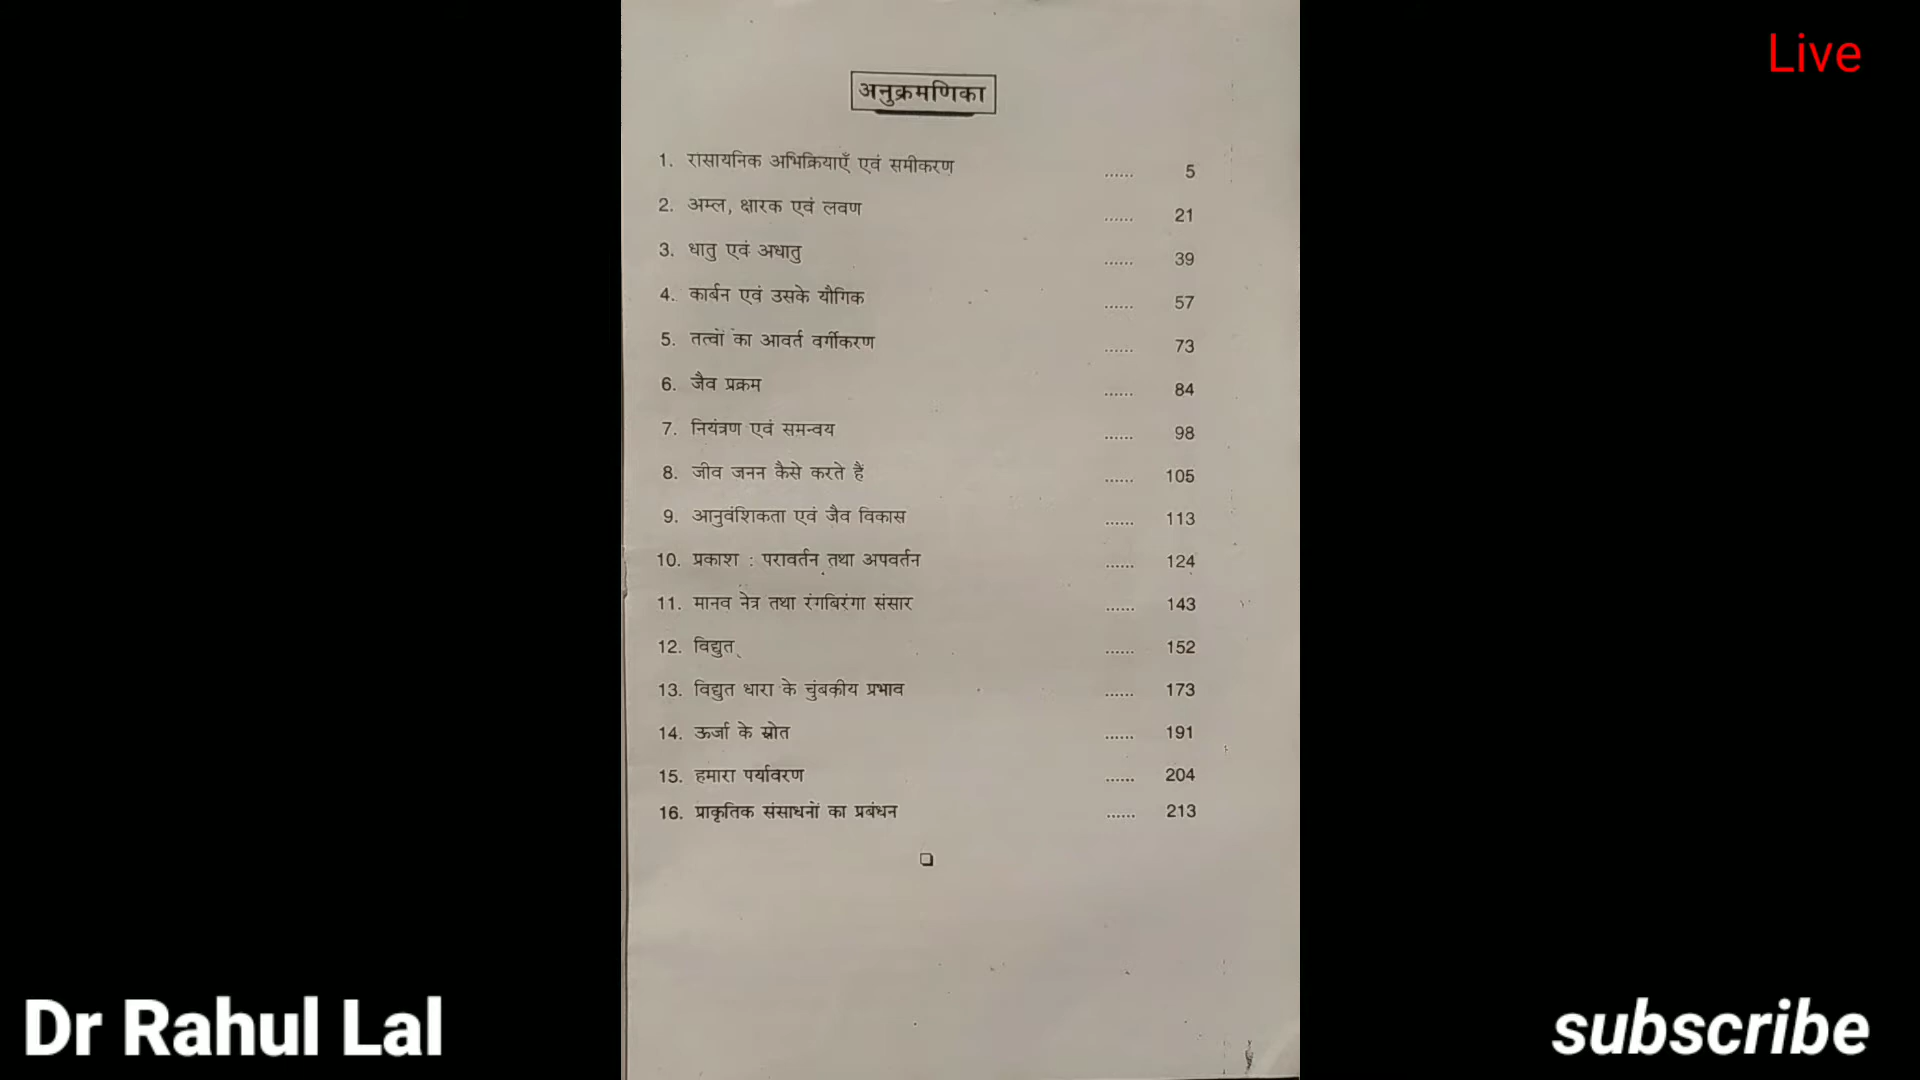 Live
अनुक्रमणिका
1. रासायनिक अभिक्रियाएँ एवं समीकरण ...... 5
2. अम्ल, क्षारक एवं लवण ...... 21
3. धातु एवं अधातु ...... 39
4. कार्बन एवं उसके यौगिक ...... 57
5. तत्वों का आवर्त वर्गीकरण ...... 73
6. जैव प्रक्रम ...... 84
7. नियंत्रण एवं समन्वय ...... 98
8. जीव जनन कैसे करते हैं ...... 105
9. आनुवंशिकता एवं जैव विकास ...... 113
10. प्रकाश : परावर्तन तथा अपवर्तन ...... 124
11. मानव नेत्र तथा रंगबिरंगा संसार ...... 143
12. विद्युत् ...... 152
13. विद्युत धारा के चुंबकीय प्रभाव ...... 173
14. ऊर्जा के स्रोत ...... 191
15. हमारा पर्यावरण ...... 204
16. प्राकृतिक संसाधनों का प्रबंधन ...... 213
Dr Rahul Lal
subscribe